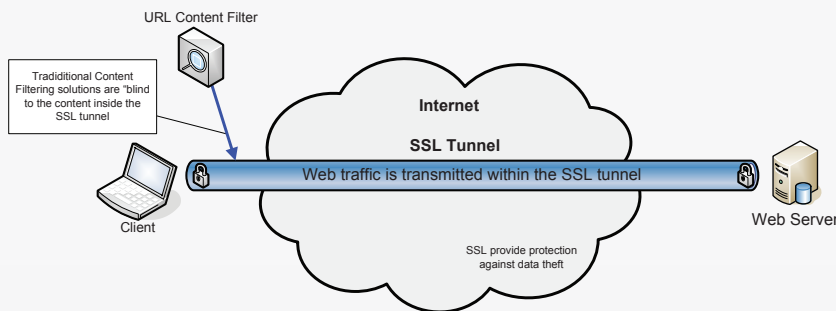 URL Content Filter
Tradiditional Content
Filtering solutions are "blind
to the content inside the
SSL tunnel
Internet
SSL Tunnel
Web traffic is transmitted within the SSL tunnel
Client
Web Server
SSL provide protection
against data theft